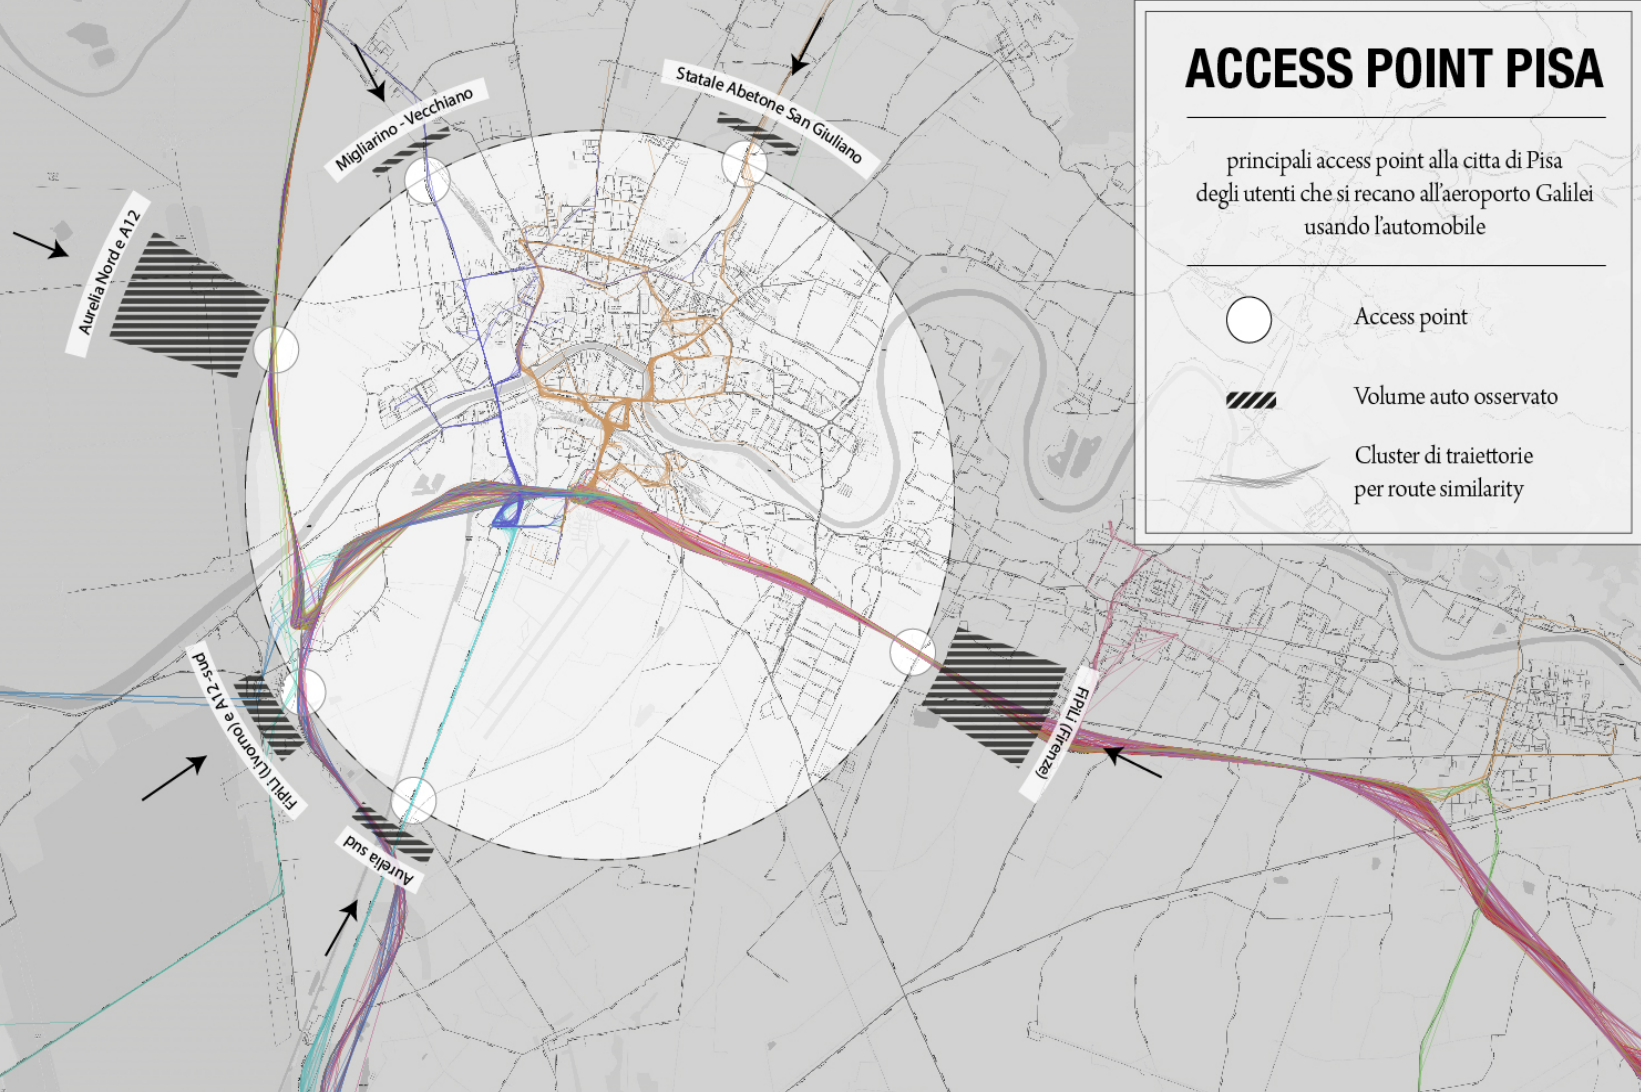 ACCESS POINT PISA
principali access point alla citta di Pisa
degli utenti che si recano all'aeroporto Galilei
usando l'automobile
Access point
Volume auto osservato
Cluster di traiettorie
per route similarity
Migliarino - Vecchiano
Statale Abetone San Giuliano
Aurelia Nord e A12
FIPILI (Livorno) e A12-sud
Aurelia sud
FIPILI (Firenze)